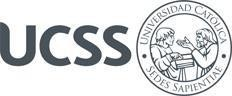 UCSS
UNIVERSIDAD CATÓLICA
SEDES SAPIENTIAE